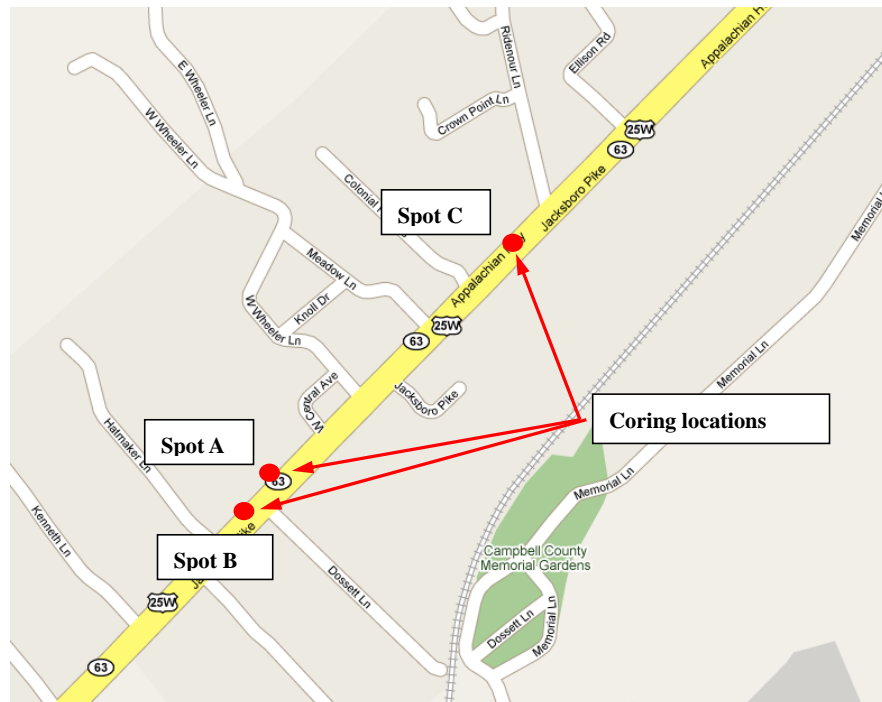 Appalachian H
Ellison Rd
Ridenour Ln
E Wheeler Ln
W Wheeler Ln
Crown Point Ln
25W
63
Jacksboro Pike
Colonial
Spot C
Memorial
Appalachian
Meadow Ln
25W
63
Knoll Dr
W Wheeler Ln
Memorial Ln
Jacksboro Pike
W Central Ave
Coring locations
Hatmaker Ln
Spot A
63
Memorial Ln
Kenneth Ln
Spot B
Pike
Campbell County
Memorial Gardens
Dossett Ln
25W
Dossett Ln
Memorial Ln
63